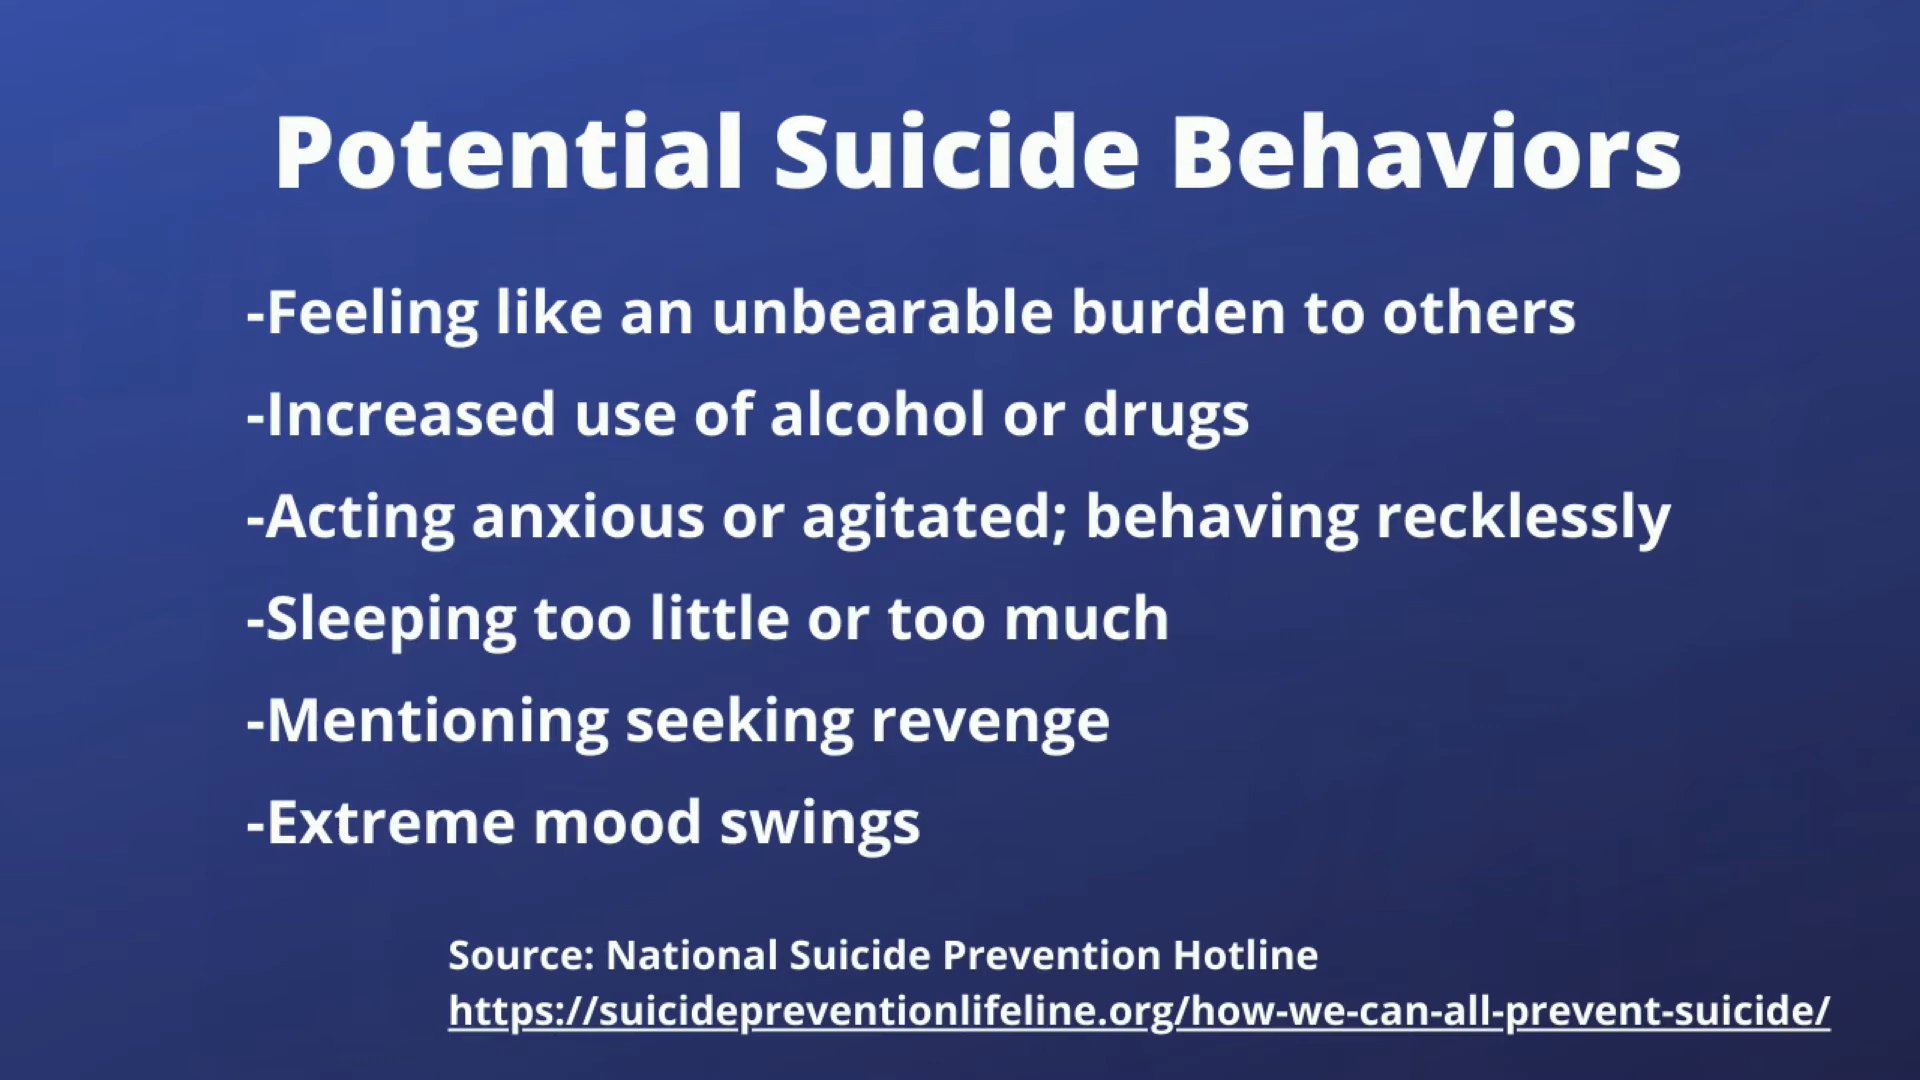 Potential Suicide Behaviors
-Feeling like an unbearable burden to others
-Increased use of alcohol or drugs
-Acting anxious or agitated; behaving recklessly
-Sleeping too little or too much
-Mentioning seeking revenge
-Extreme mood swings
Source: National Suicide Prevention Hotline
https://suicidepreventionlifeline.org/how-we-can-all-prevent-suicide/